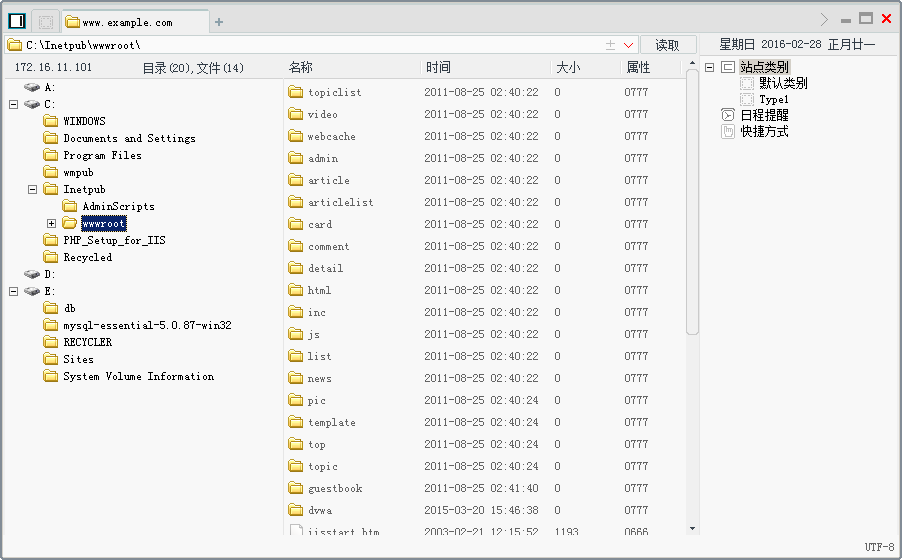 www.example.com
C:\Inetpub\wwwroot\ 读取 星期日 2016-02-28 正月廿一
172.16.11.101 目录(20),文件(14)
A:
C:
WINDOWS
Documents and Settings
Program Files
wmpub
Inetpub
AdminScripts
wwwroot
PHP_Setup_for_IIS
Recycled
D:
E:
db
mysql-essential-5.0.87-win32
RECYCLER
Sites
System Volume Information
名称 时间 大小 属性
topiclist 2011-08-25 02:40:22 0 0777
video 2011-08-25 02:40:22 0 0777
webcache 2011-08-25 02:40:22 0 0777
admin 2011-08-25 02:40:22 0 0777
article 2011-08-25 02:40:22 0 0777
articlelist 2011-08-25 02:40:22 0 0777
card 2011-08-25 02:40:22 0 0777
comment 2011-08-25 02:40:22 0 0777
detail 2011-08-25 02:40:22 0 0777
html 2011-08-25 02:40:22 0 0777
inc 2011-08-25 02:40:22 0 0777
js 2011-08-25 02:40:22 0 0777
list 2011-08-25 02:40:22 0 0777
news 2011-08-25 02:40:22 0 0777
pic 2011-08-25 02:40:24 0 0777
template 2011-08-25 02:40:24 0 0777
top 2011-08-25 02:40:24 0 0777
topic 2011-08-25 02:40:24 0 0777
guestbook 2011-08-25 02:41:40 0 0777
dvwa 2015-03-20 15:46:38 0 0777
iisstart.htm 2003-02-21 12:15:52 1193 0666
站点类别
默认类别
Type1
日程提醒
快捷方式
UTF-8